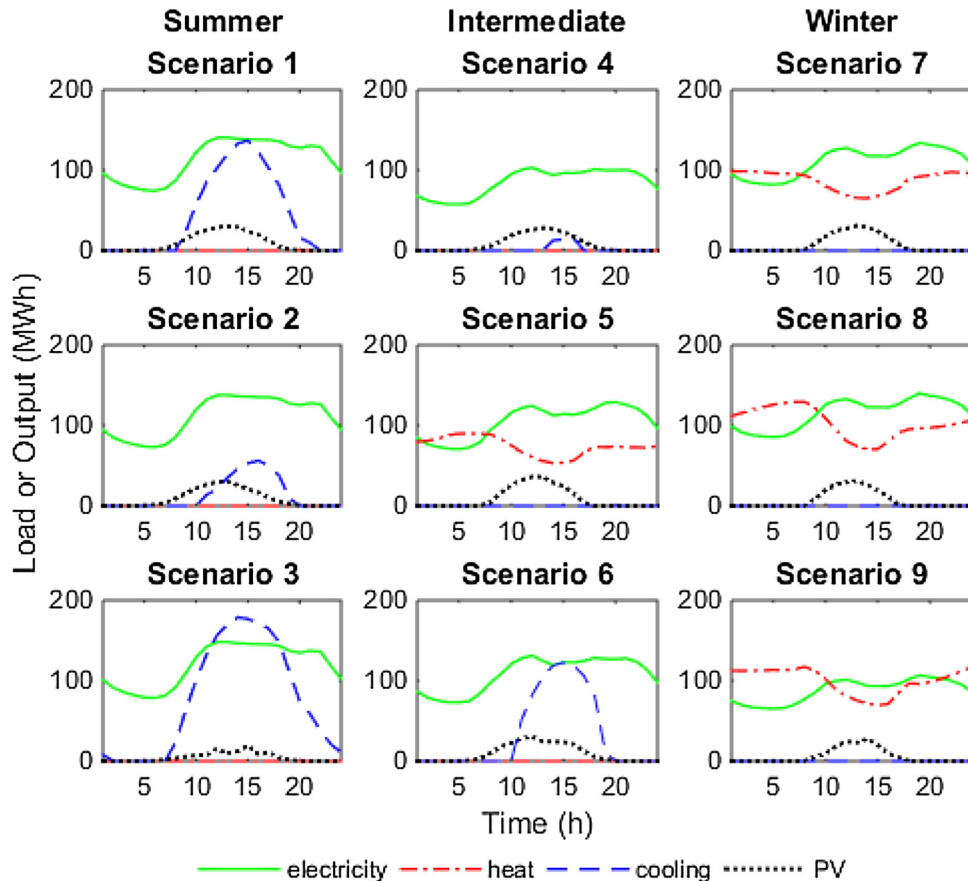 Summer Intermediate Winter
Scenario 1 Scenario 4 Scenario 7
200 200 200
100 100 100
0 0 0
5 10 15 20 5 10 15 20 5 10 15 20
Scenario 2 Scenario 5 Scenario 8
200 200 200
100 100 100
0 0 0
5 10 15 20 5 10 15 20 5 10 15 20
Scenario 3 Scenario 6 Scenario 9
200 200 200
100 100 100
0 0 0
5 10 15 20 5 10 15 20 5 10 15 20
Load or Output (MWh)
Time (h)
electricity heat cooling PV